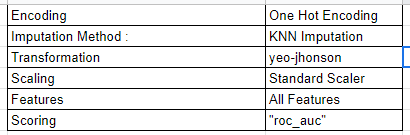 Encoding One Hot Encoding
Imputation Method : KNN Imputation
Transformation yeo-jhonson
Scaling Standard Scaler
Features All Features
Scoring "roc_auc"